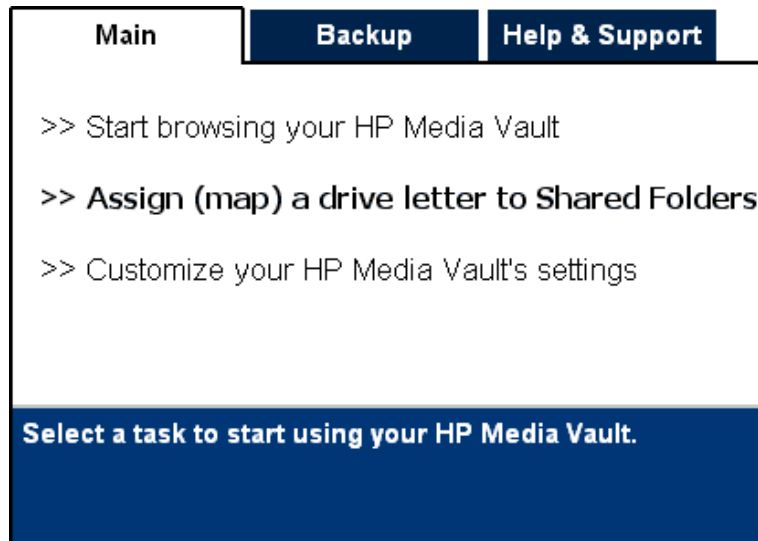 Main Backup Help & Support
>> Start browsing your HP Media Vault
>> Assign (map) a drive letter to Shared Folders
>> Customize your HP Media Vault's settings
Select a task to start using your HP Media Vault.